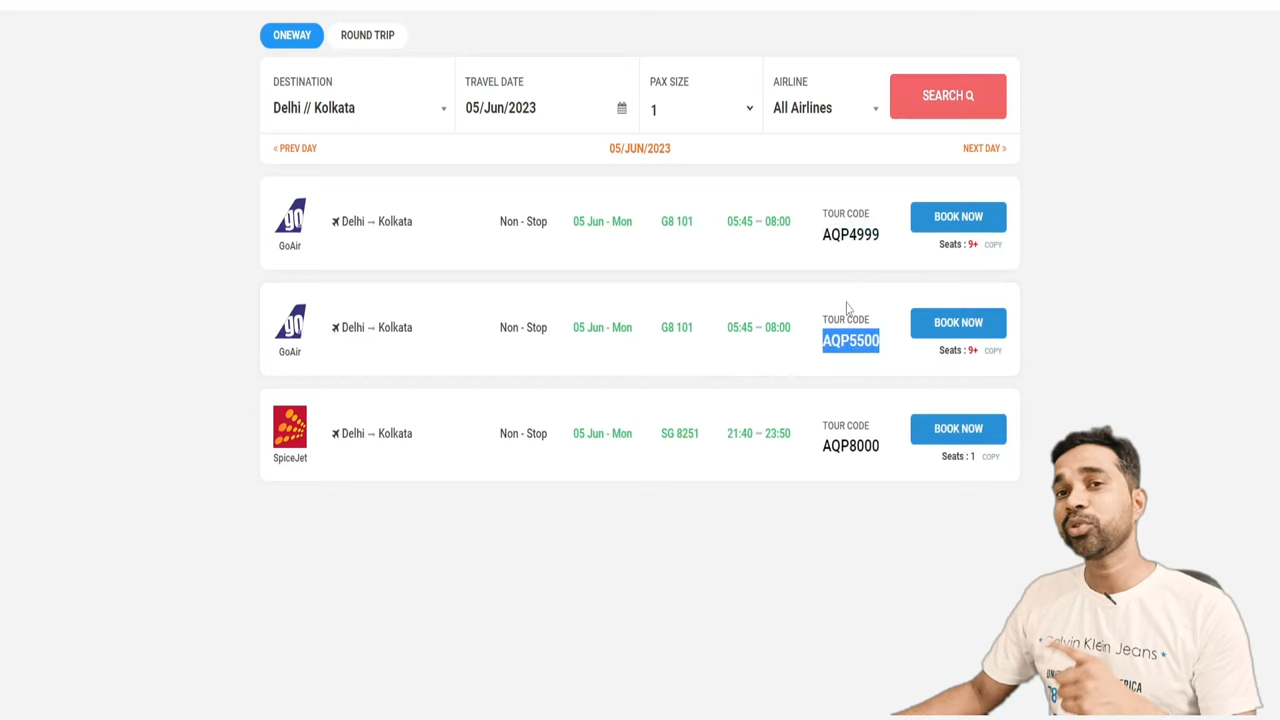 ONEWAY ROUND TRIP
DESTINATION TRAVEL DATE PAX SIZE AIRLINE
Delhi // Kolkata 05/Jun/2023 1 All Airlines SEARCH
« PREV DAY 05/JUN/2023 NEXT DAY »
go
GoAir
Delhi → Kolkata Non - Stop 05 Jun - Mon G8 101 05:45 — 08:00
TOUR CODE
AQP4999
BOOK NOW
Seats : 9+ COPY
go
GoAir
Delhi → Kolkata Non - Stop 05 Jun - Mon G8 101 05:45 — 08:00
TOUR CODE
AQP5500
BOOK NOW
Seats : 9+ COPY
SpiceJet
Delhi → Kolkata Non - Stop 05 Jun - Mon SG 8251 21:40 — 23:50
TOUR CODE
AQP8000
BOOK NOW
Seats : 1 COPY
Calvin Klein Jeans